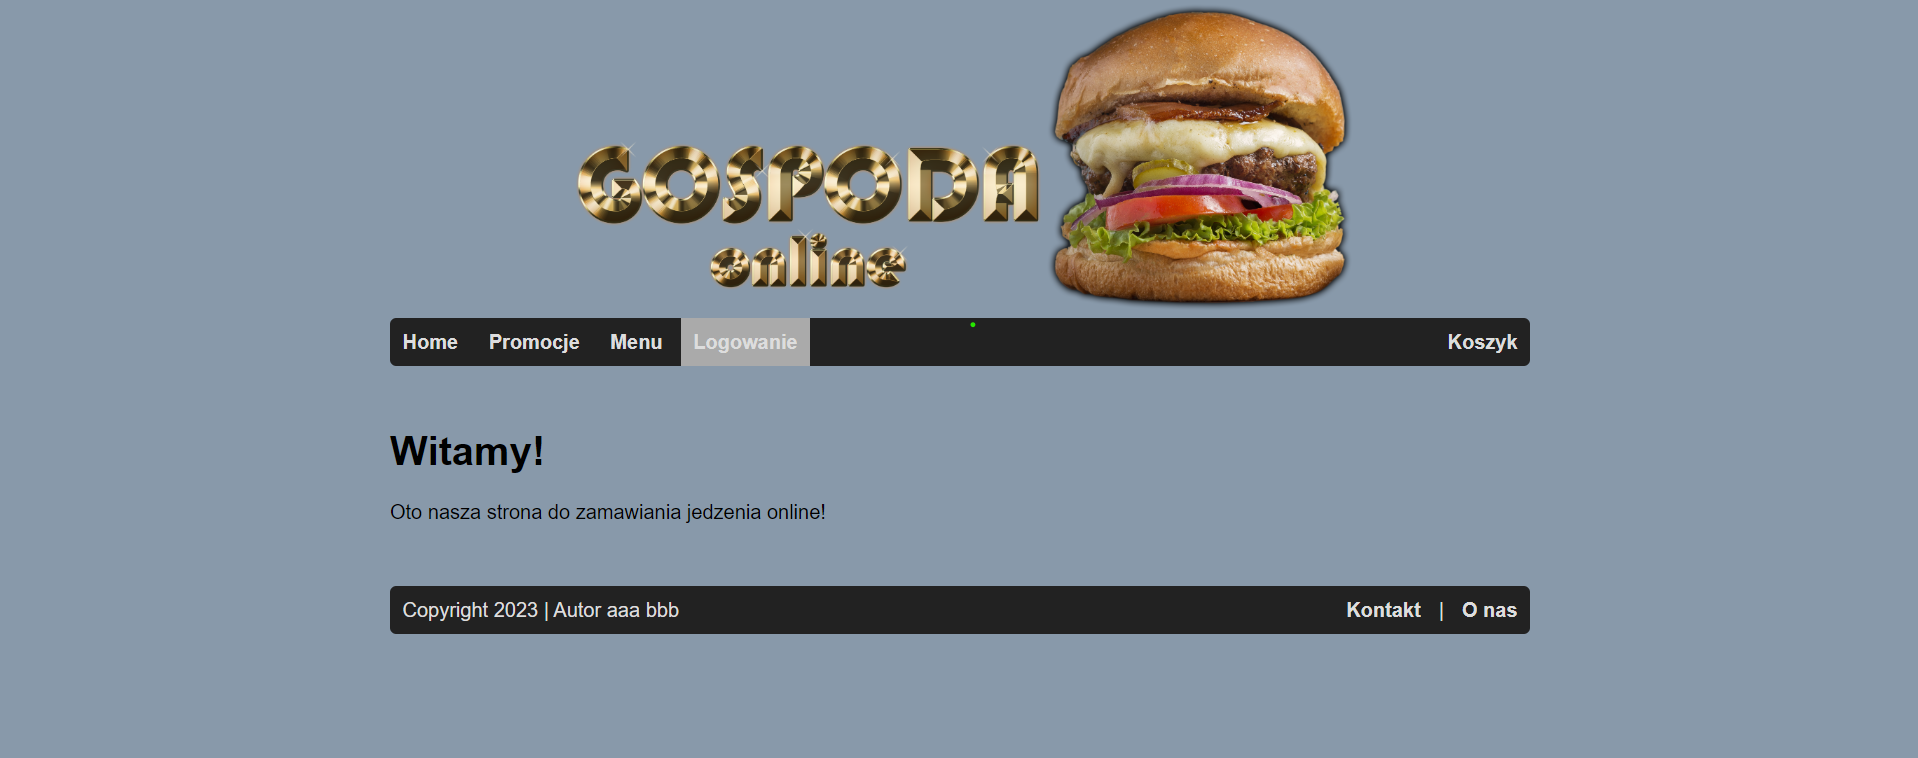 GOSPODA
online
Home Promocje Menu Logowanie Koszyk
Witamy!
Oto nasza strona do zamawiania jedzenia online!
Copyright 2023 | Autor aaa bbb Kontakt | O nas